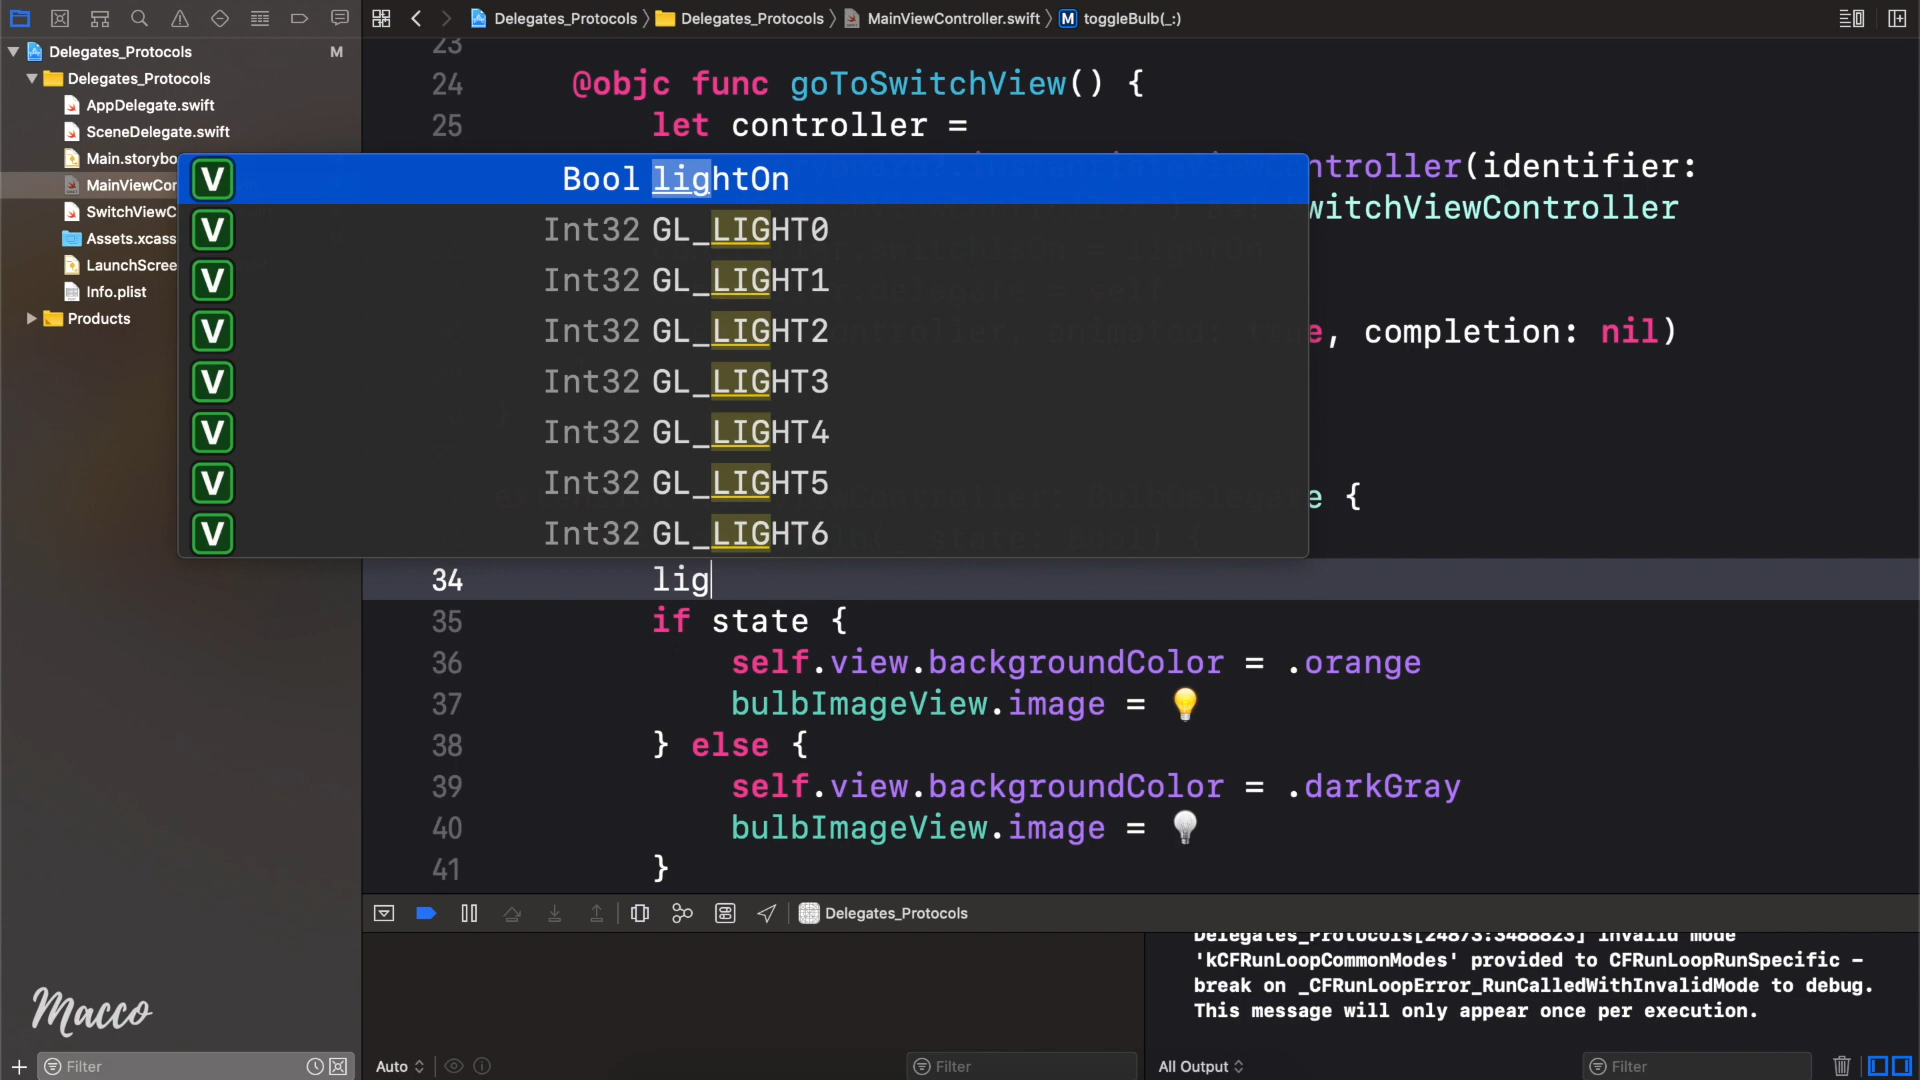 Delegates_Protocols
Delegates_Protocols
MainViewController.swift
M toggleBulb(_:)
Delegates_Protocols M
Delegates_Protocols
AppDelegate.swift
SceneDelegate.swift
Main.storybo
MainViewCor
SwitchViewC
Assets.xcass
LaunchScree
Info.plist
Products
23
24 @objc func goToSwitchView() {
25 let controller =
ntroller(identifier:
witchViewController
e, completion: nil)
e {
V Bool lightOn
V Int32 GL_LIGHT0
V Int32 GL_LIGHT1
V Int32 GL_LIGHT2
V Int32 GL_LIGHT3
V Int32 GL_LIGHT4
V Int32 GL_LIGHT5
V Int32 GL_LIGHT6
34 lig
35 if state {
36 self.view.backgroundColor = .orange
37 bulbImageView.image = 💡
38 } else {
39 self.view.backgroundColor = .darkGray
40 bulbImageView.image =
41 }
Delegates_Protocols
Delegates_Protocols[24873:3488823] invalid mode
'kCFRunLoopCommonModes' provided to CFRunLoopRunSpecific -
break on _CFRunLoopError_RunCalledWithInvalidMode to debug.
This message will only appear once per execution.
Macco
Filter
Auto
Filter
All Output
Filter